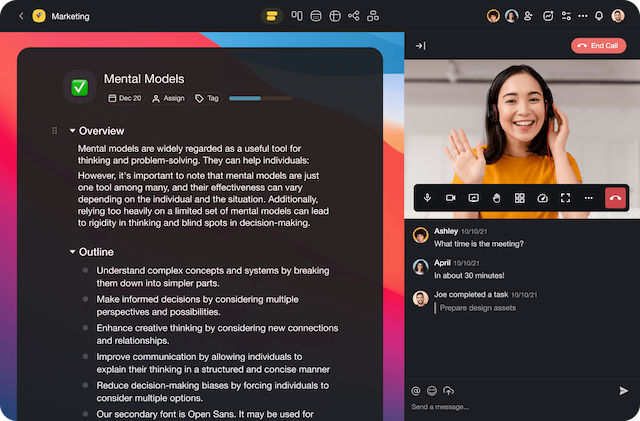 Marketing
End Call
Mental Models
Dec 20 Assign Tag
Overview
Mental models are widely regarded as a useful tool for
thinking and problem-solving. They can help individuals:
However, it's important to note that mental models are just
one tool among many, and their effectiveness can vary
depending on the individual and the situation. Additionally,
relying too heavily on a limited set of mental models can lead
to rigidity in thinking and blind spots in decision-making.
Outline
Understand complex concepts and systems by breaking
them down into simpler parts.
Make informed decisions by considering multiple
perspectives and possibilities.
Enhance creative thinking by considering new connections
and relationships.
Improve communication by allowing individuals to
explain their thinking in a structured and concise manner
Reduce decision-making biases by forcing individuals to
consider multiple options.
Our secondary font is Open Sans. It may be used for
Ashley 10/10/21
What time is the meeting?
April 10/10/21
In about 30 minutes!
Joe completed a task 10/10/21
Prepare design assets
Send a message...